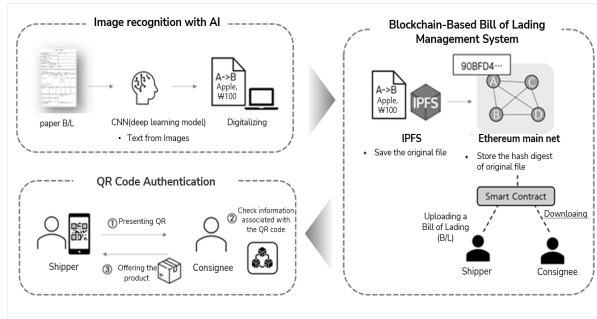 Image recognition with AI
paper B/L
CNN(deep learning model)
• Text from Images
A->B
Apple,
₩100
Digitalizing
Blockchain-Based Bill of Lading
Management System
A->B
Apple,
₩100
IPFS
IPFS
• Save the original file
90BFD4···
A
C
B
D
Ethereum main net
• Store the hash digest
of original file
Smart Contract
Uploading a
Bill of Lading
(B/L)
Downloaing
Shipper
Consignee
QR Code Authentication
Shipper
① Presenting QR
③ Offering the
product
Consignee
② Check information
associated with
the QR code